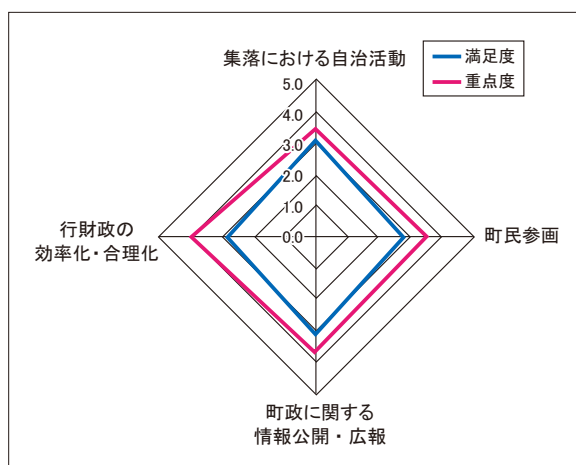 集落における自治活動
満足度
重点度
5.0
4.0
3.0
2.0
1.0
0.0
行財政の
効率化・合理化
町民参画
町政に関する
情報公開・広報